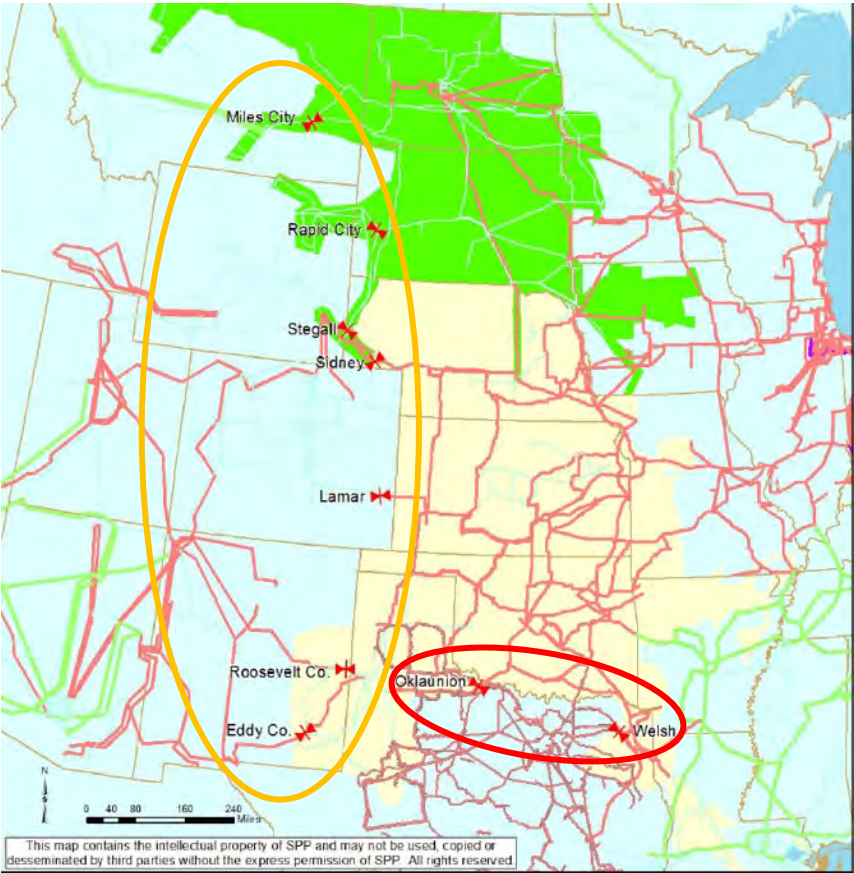 Miles City
Rapid City
Stegall
Sidney
Lamar
Roosevelt Co.
Oklaunion
Eddy Co.
Welsh
N
S
0 40 80 160 240
Miles
This map contains the intellectual property of SPP and may not be used, copied or
desseminated by third parties without the express permission of SPP. All rights reserved.